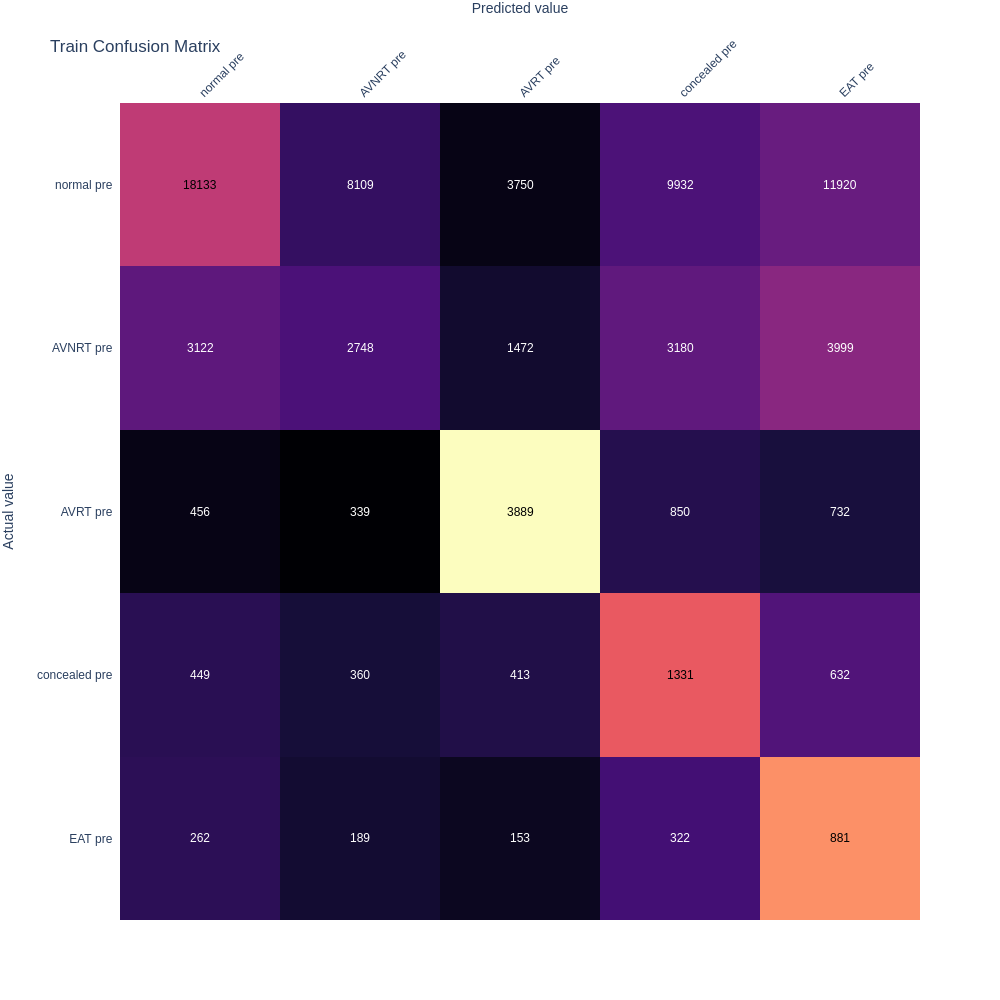 Predicted value
Train Confusion Matrix
normal pre AVNRT pre AVRT pre concealed pre EAT pre
normal pre 18133 8109 3750 9932 11920
AVNRT pre 3122 2748 1472 3180 3999
Actual value
AVRT pre 456 339 3889 850 732
concealed pre 449 360 413 1331 632
EAT pre 262 189 153 322 881